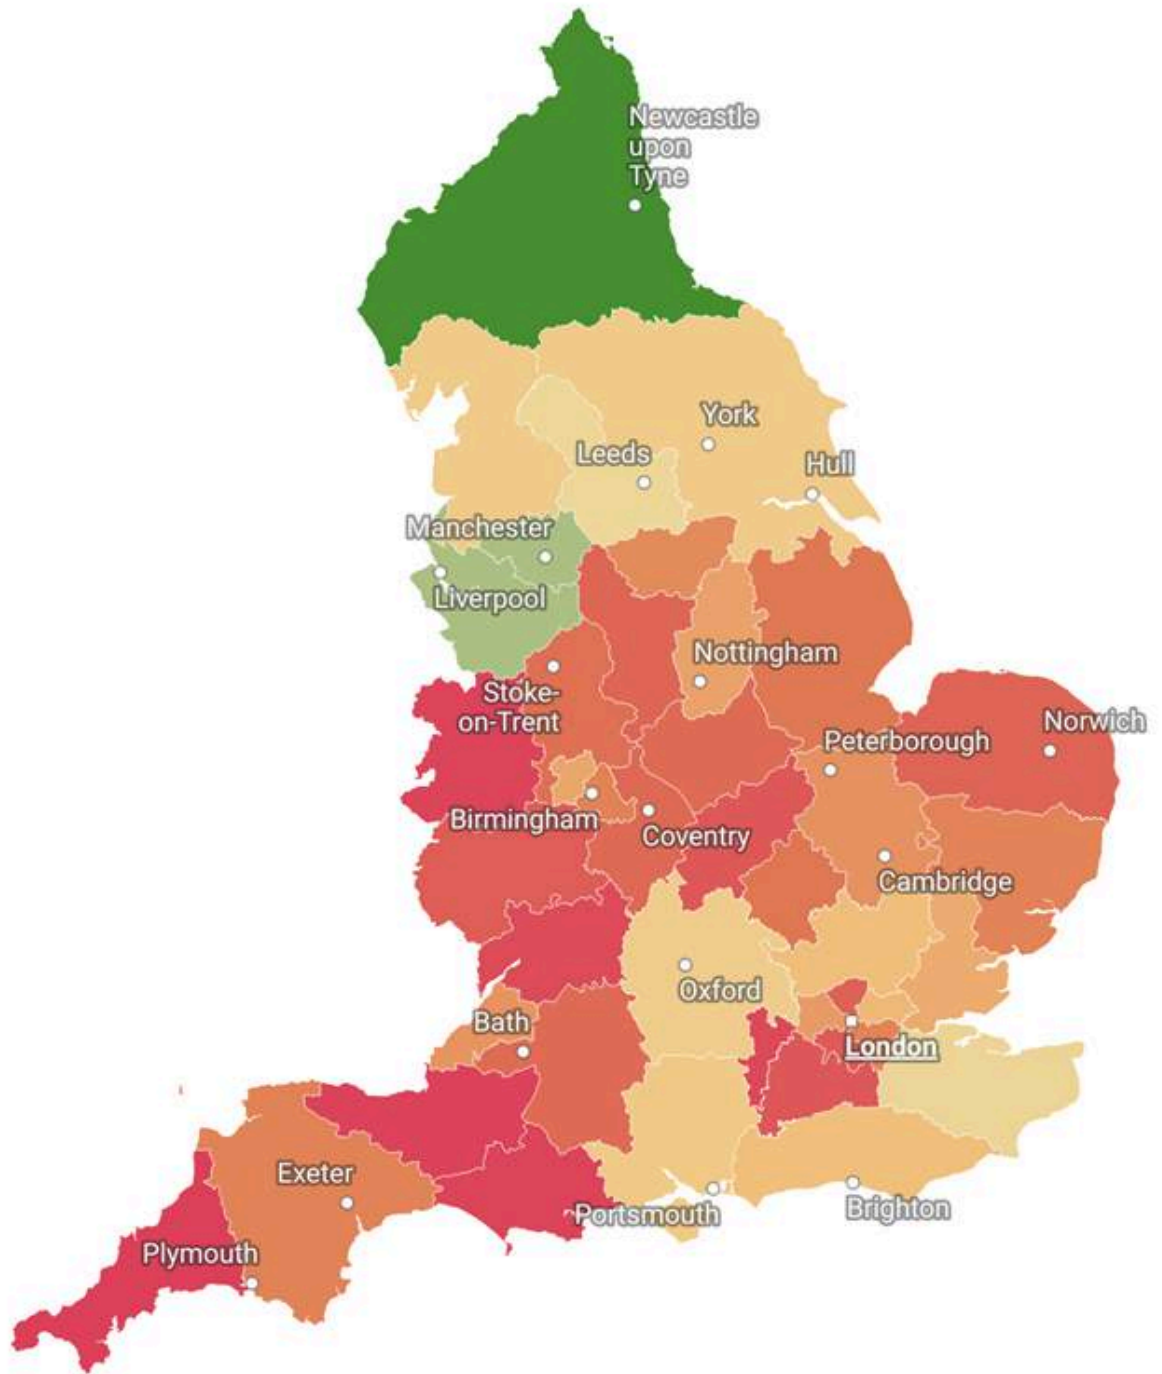 Newcastle
upon
Tyne
York
Leeds
Hull
Manchester
Liverpool
Nottingham
Stoke-
on-Trent
Norwich
Peterborough
Birmingham
Coventry
Cambridge
Oxford
Bath
London
Exeter
Portsmouth
Brighton
Plymouth